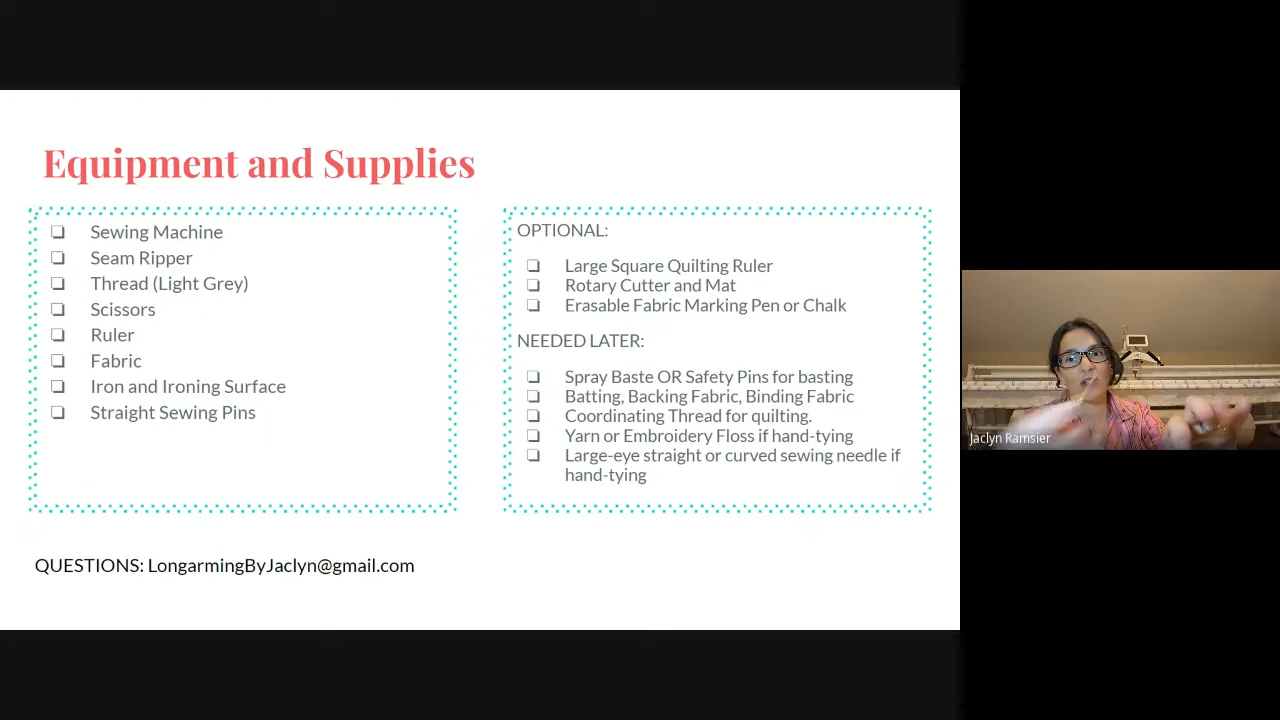 Equipment and Supplies
❏ Sewing Machine
❏ Seam Ripper
❏ Thread (Light Grey)
❏ Scissors
❏ Ruler
❏ Fabric
❏ Iron and Ironing Surface
❏ Straight Sewing Pins
OPTIONAL:
❏ Large Square Quilting Ruler
❏ Rotary Cutter and Mat
❏ Erasable Fabric Marking Pen or Chalk
NEEDED LATER:
❏ Spray Baste OR Safety Pins for basting
❏ Batting, Backing Fabric, Binding Fabric
❏ Coordinating Thread for quilting.
❏ Yarn or Embroidery Floss if hand-tying
❏ Large-eye straight or curved sewing needle if
hand-tying
QUESTIONS: LongarmingByJaclyn@gmail.com
Jaclyn Ramsier